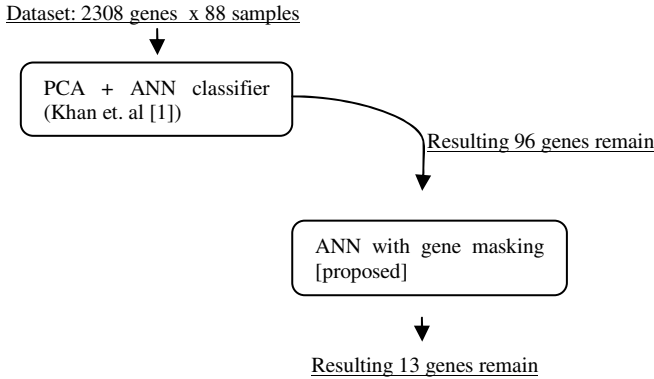 Dataset: 2308 genes x 88 samples
PCA + ANN classifier
(Khan et. al [1])
Resulting 96 genes remain
ANN with gene masking
[proposed]
Resulting 13 genes remain